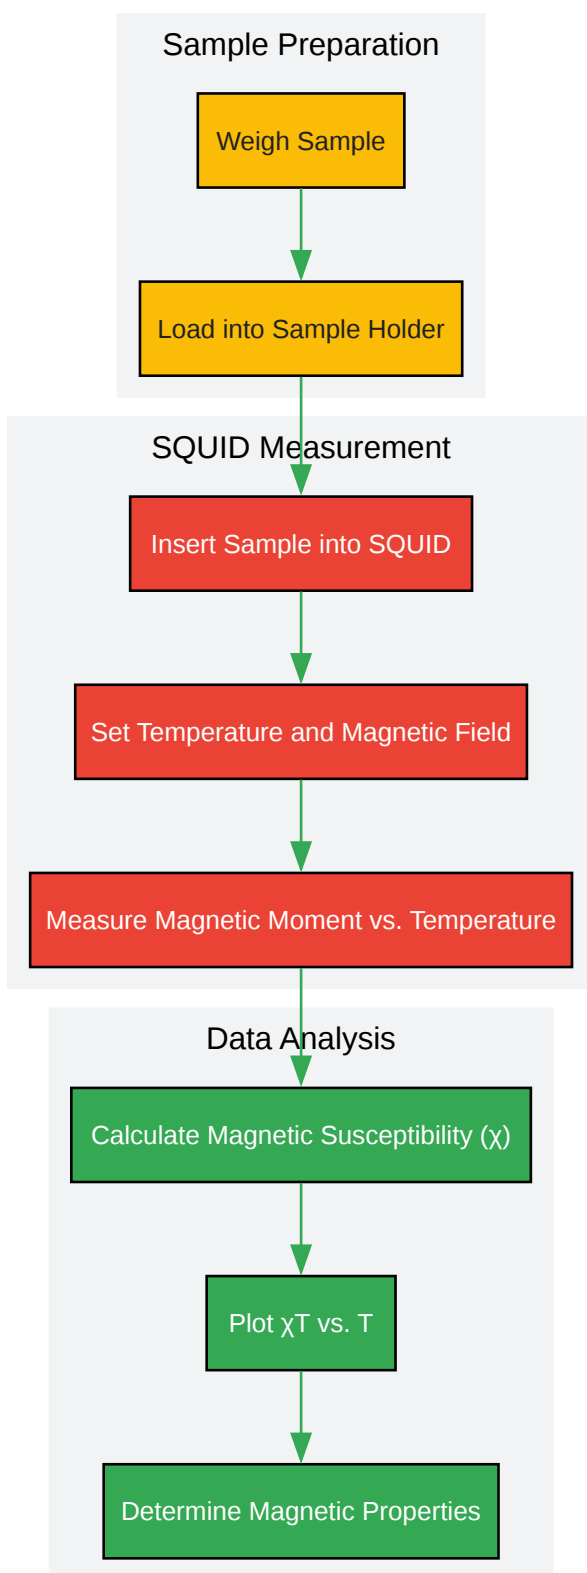 Sample Preparation
Weigh Sample
Load into Sample Holder
SQUID Measurement
Insert Sample into SQUID
Set Temperature and Magnetic Field
Measure Magnetic Moment vs. Temperature
Data Analysis
Calculate Magnetic Susceptibility (χ)
Plot χT vs. T
Determine Magnetic Properties